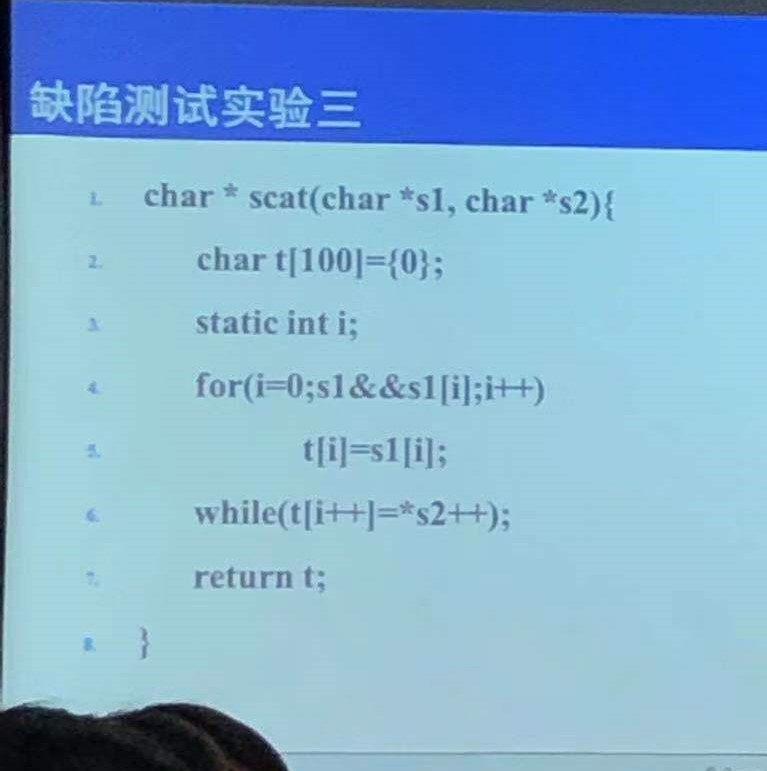 缺陷测试实验三
1. char * scat(char *s1, char *s2){
2. char t[100]={0};
3. static int i;
4. for(i=0;s1&&s1[i];i++)
5. t[i]=s1[i];
6. while(t[i++]=*s2++);
7. return t;
8. }